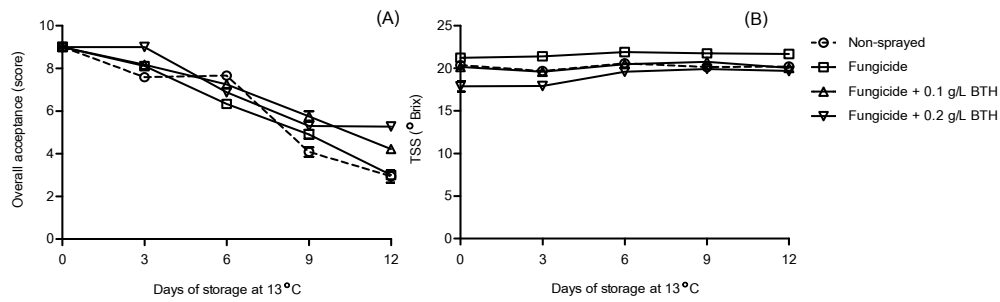 (A)
Overall acceptance (score)
10
8
6
4
2
0
0 3 6 9 12
Days of storage at 13°C
(B)
TSS (°Brix)
25
20
15
10
5
0
0 3 6 9 12
Days of storage at 13°C
Non-sprayed
Fungicide
Fungicide + 0.1 g/L BTH
Fungicide + 0.2 g/L BTH